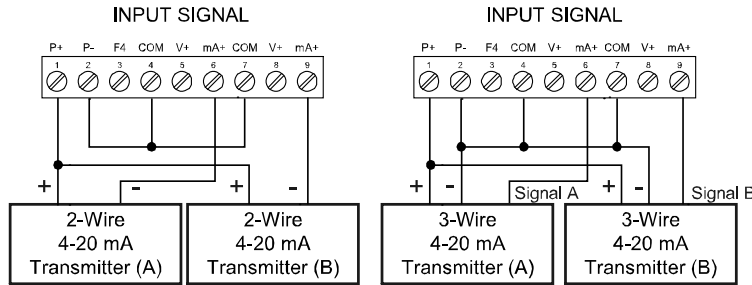 INPUT SIGNAL
P+ P- F4 COM V+ mA+ COM V+ mA+
1 2 3 4 5 6 7 8 9
+ - + -
2-Wire
4-20 mA
Transmitter (A)
2-Wire
4-20 mA
Transmitter (B)
INPUT SIGNAL
P+ P- F4 COM V+ mA+ COM V+ mA+
1 2 3 4 5 6 7 8 9
+ - Signal A + - Signal B
3-Wire
4-20 mA
Transmitter (A)
3-Wire
4-20 mA
Transmitter (B)